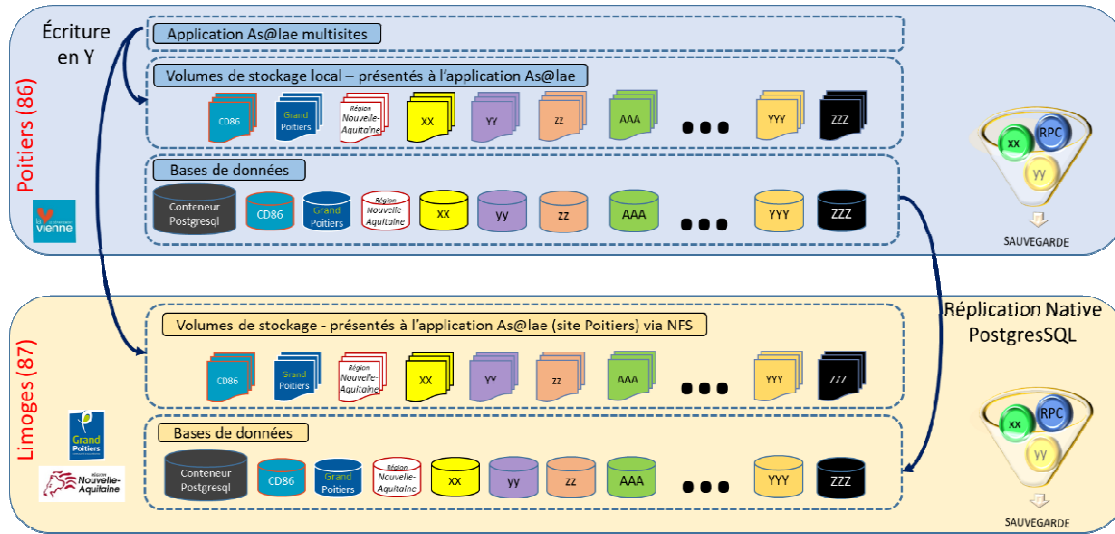 Écriture
en Y
Application As@lae multisites
Volumes de stockage local – présentés à l'application As@lae
CD86
Grand
Poitiers
Région
Nouvelle-
Aquitaine
XX
yy
zz
AAA
YYY
ZZZ
Bases de données
Conteneur
Postgresql
CD86
Grand
Poitiers
Région
Nouvelle
Aquitaine
XX
yy
zz
AAA
YYY
ZZZ
Poitiers (86)
la
vienne
xx
RPC
yy
SAUVEGARDE
Réplication Native
PostgresSQL
Volumes de stockage - présentés à l'application As@lae (site Poitiers) via NFS
CD86
Grand
Poitiers
Région
Nouvelle-
Aquitaine
XX
YY
zz
AAA
YYY
ZZZ
Bases de données
Conteneur
Postgresql
CD86
Grand
Poitiers
Région
Nouvelle-
Aquitaine
xx
yy
zz
AAA
YYY
ZZZ
Limoges (87)
Grand
Poitiers
RÉGION
Nouvelle-
Aquitaine
xx
RPC
yy
SAUVEGARDE